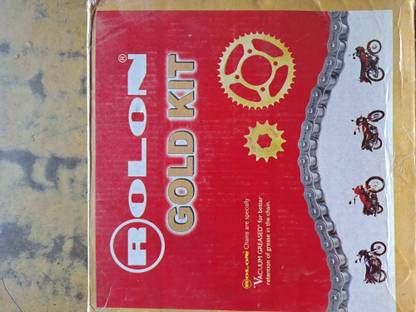 ROLON®
GOLD KIT
ROLON Chains are specially
"VACUUM GREASED" for better
retention of grease in the chain.